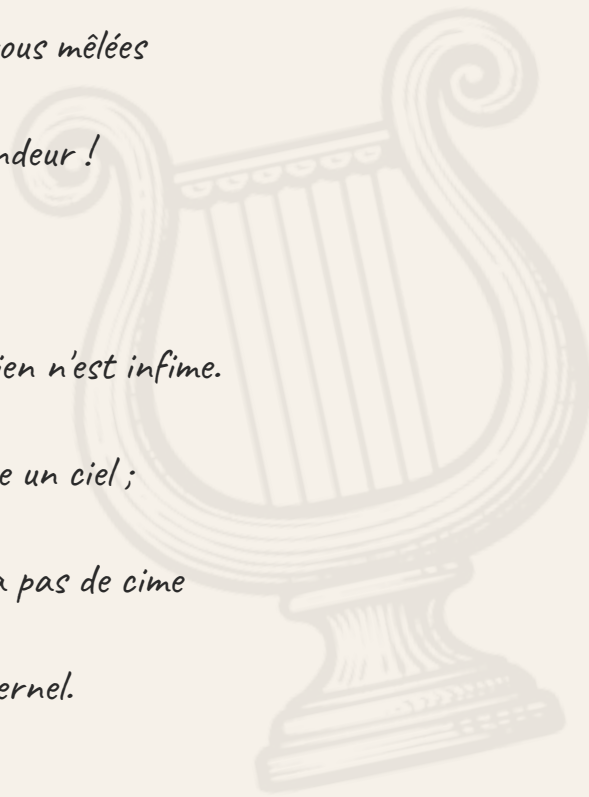 ous mêlées
ndeur !
ien n'est infime.
e un ciel ;
a pas de cime
ernel.